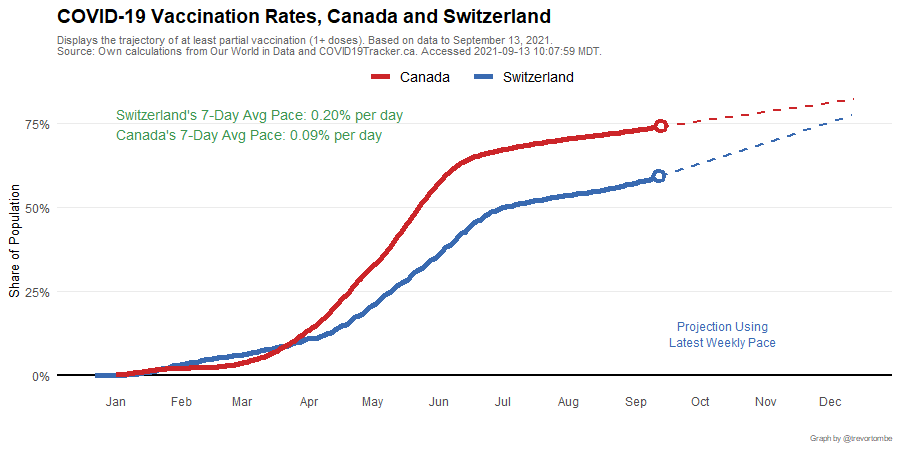 COVID-19 Vaccination Rates, Canada and Switzerland
Displays the trajectory of at least partial vaccination (1+ doses). Based on data to September 13, 2021.
Source: Own calculations from Our World in Data and COVID19Tracker.ca. Accessed 2021-09-13 10:07:59 MDT.
Canada Switzerland
Switzerland's 7-Day Avg Pace: 0.20% per day
Canada's 7-Day Avg Pace: 0.09% per day
75%
50%
25%
0%
Share of Population
Projection Using
Latest Weekly Pace
Jan Feb Mar Apr May Jun Jul Aug Sep Oct Nov Dec
Graph by @trevortombe